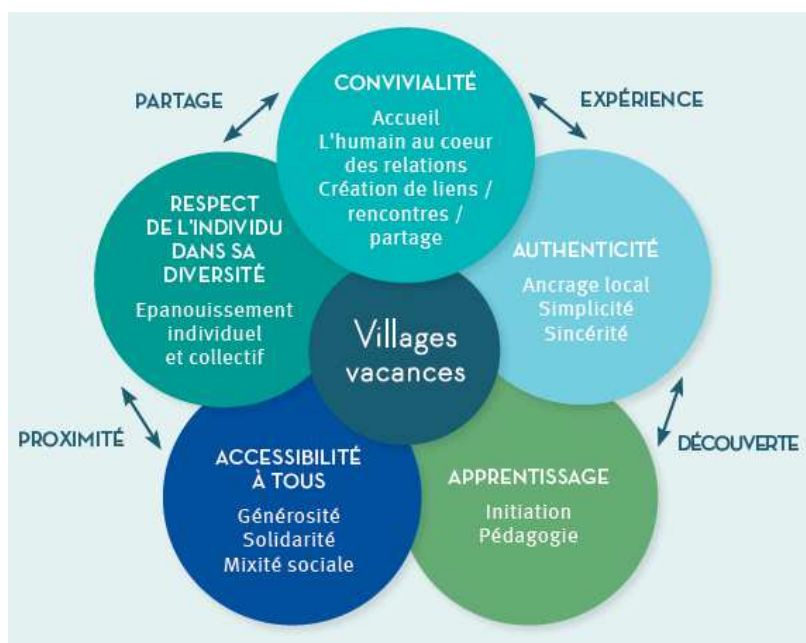 PARTAGE
CONVIVIALITÉ
Accueil
L'humain au coeur
des relations
Création de liens /
rencontres /
partage
EXPÉRIENCE
RESPECT
DE L'INDIVIDU
DANS SA
DIVERSITÉ
Epanouissement
individuel
et collectif
AUTHENTICITÉ
Ancrage local
Simplicité
Sincérité
Villages
vacances
PROXIMITÉ
ACCESSIBILITÉ
À TOUS
Générosité
Solidarité
Mixité sociale
APPRENTISSAGE
Initiation
Pédagogie
DÉCOUVERTE